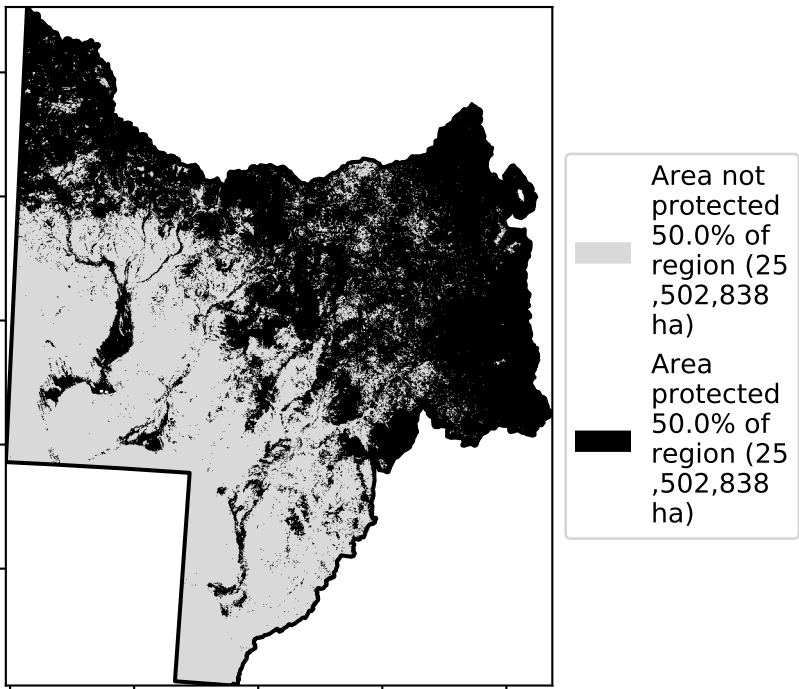 Area not
protected
50.0% of
region (25
,502,838
ha)
Area
protected
50.0% of
region (25
,502,838
ha)